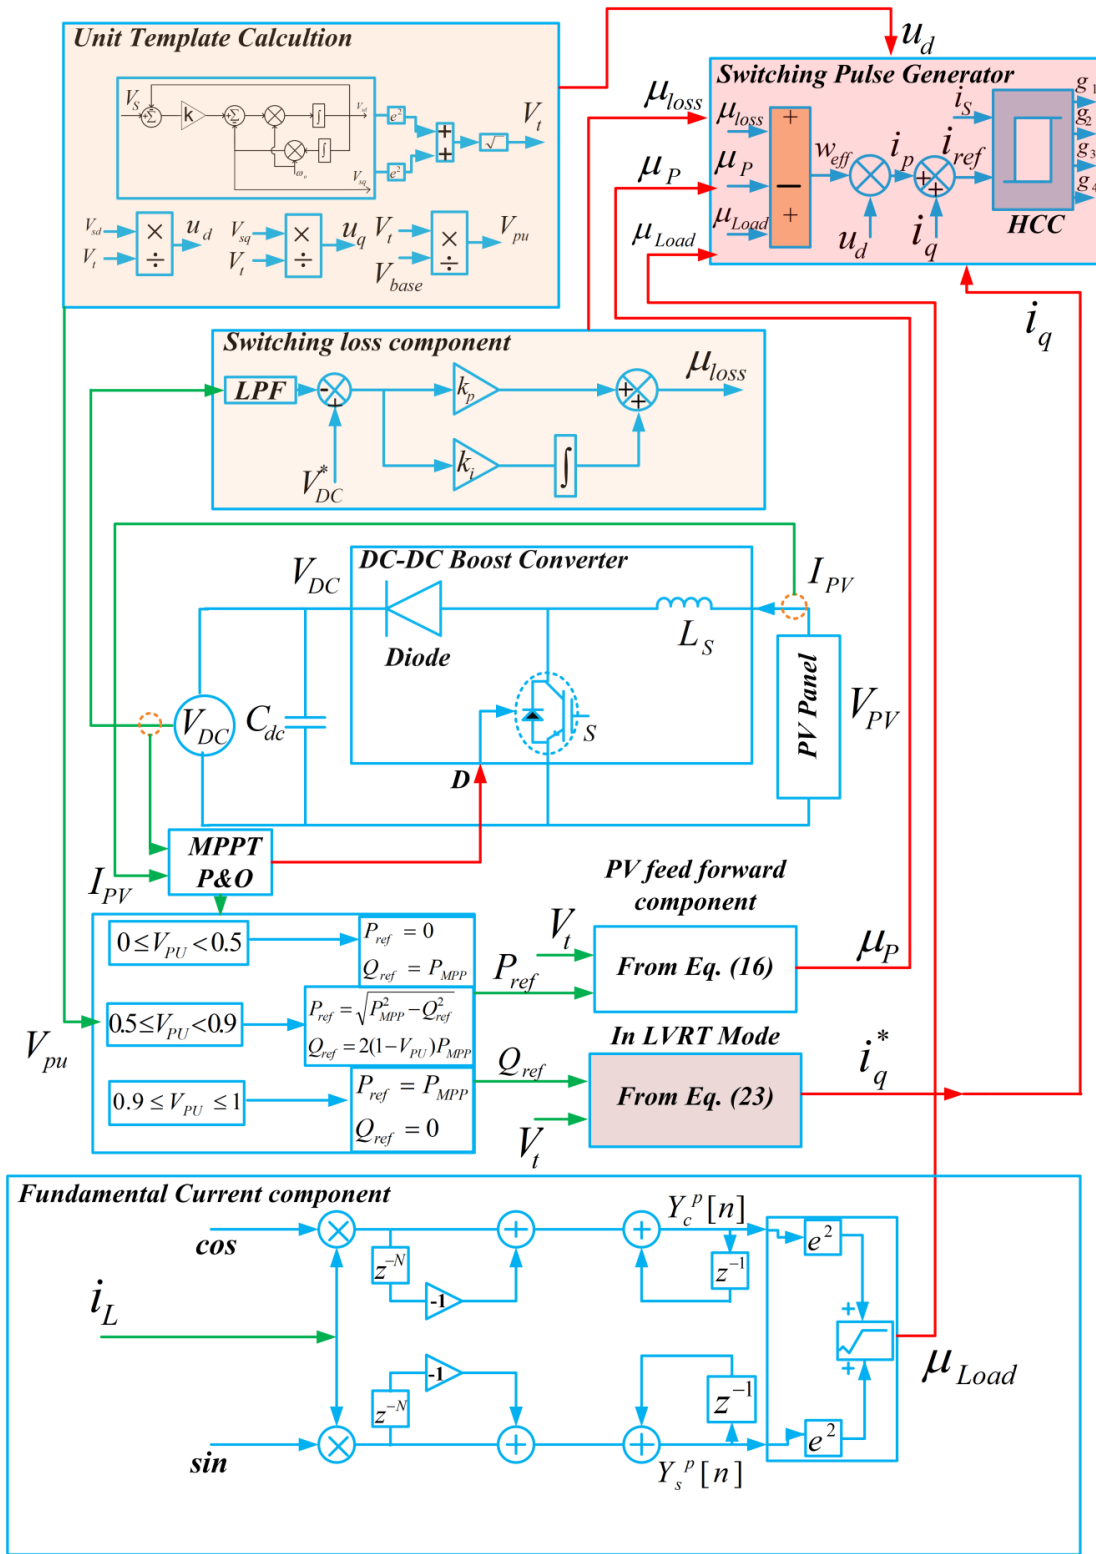 Unit Template Calcultion
V_S
k
V_sd
e²
V_t
√
V_sq
e²
ω_o
V_sd
V_t
×
÷
u_d
V_sq
V_t
×
÷
u_q
V_t
V_base
×
÷
V_pu
u_d
Switching Pulse Generator
μ_loss
μ_P
μ_Load
μ_loss
μ_P
μ_Load
+
−
+
w_eff
i_p
i_ref
u_d
i_q
i_s
HCC
g_1
g_2
g_3
g_4
i_q
Switching loss component
LPF
-
+
V*_DC
k_p
k_i
∫
μ_loss
DC-DC Boost Converter
V_DC
I_PV
Diode
L_S
S
D
V_DC
C_dc
PV Panel
V_PV
MPPT
P&O
I_PV
0 ≤ V_PU < 0.5
P_ref = 0
Q_ref = P_MPP
0.5 ≤ V_PU < 0.9
P_ref = √(P²_MPP − Q²_ref)
Q_ref = 2(1−V_PU)P_MPP
0.9 ≤ V_PU ≤ 1
P_ref = P_MPP
Q_ref = 0
V_pu
PV feed forward
component
V_t
P_ref
From Eq. (16)
μ_P
In LVRT Mode
Q_ref
V_t
From Eq. (23)
i*_q
Fundamental Current component
cos
z^-N
-1
Y_c^p[n]
z^-1
e²
i_L
+
+
μ_Load
sin
z^-N
-1
z^-1
Y_s^p[n]
e²